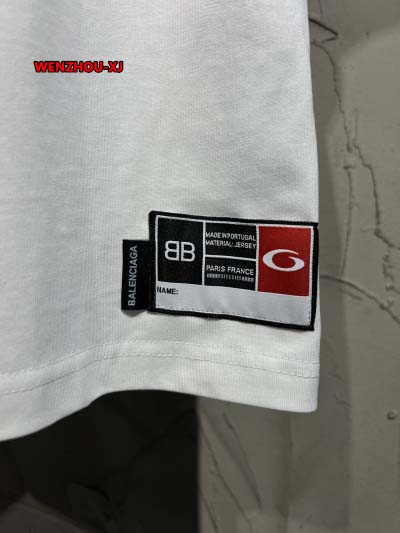 WENZHOU-XJ
BALENCIAGA
BB
MADE IN PORTUGAL
MATERIAL: JERSEY
PARIS FRANCE
NAME: